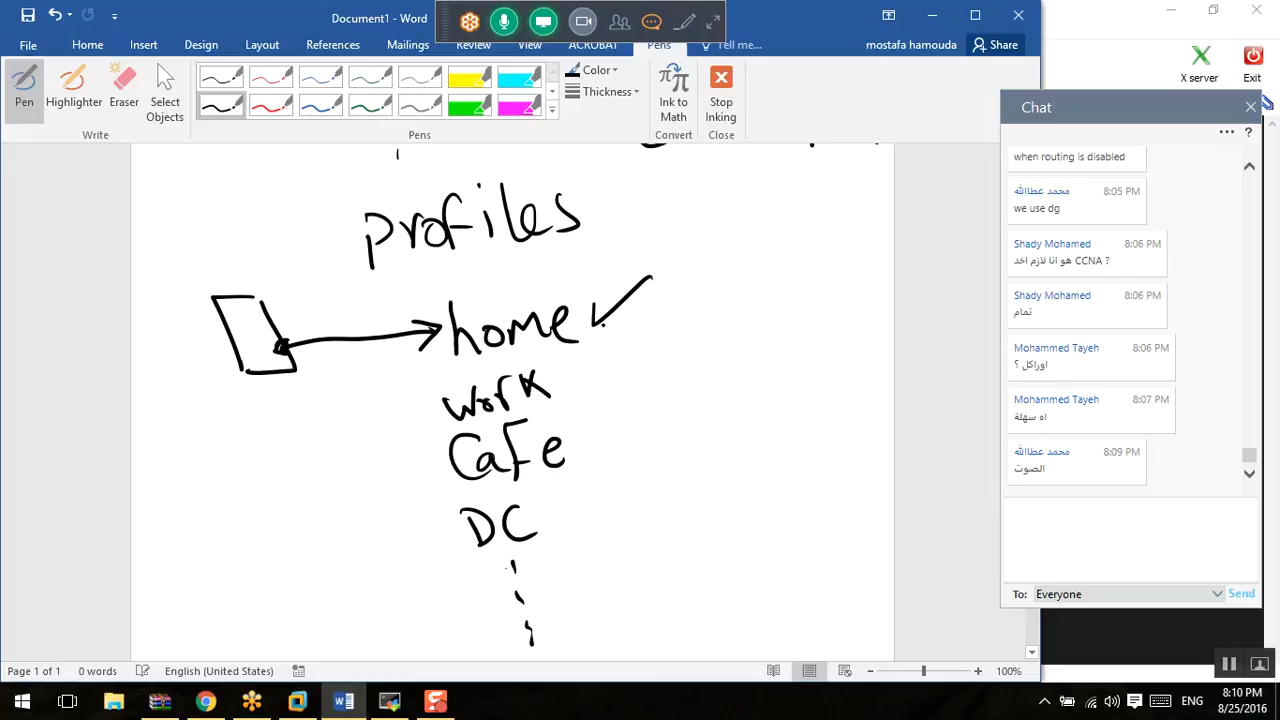 Document1 - Word
File
Home
Insert
Design
Layout
References
Mailings
Review
View
ACROBAT
Pens
Tell me...
mostafa hamouda
Share
Pen
Highlighter
Eraser
Select Objects
Color
Thickness
Ink to Math
Stop Inking
Write
Pens
Convert
Close
X server
Exit
profiles
home
work
Cafe
DC
Chat
when routing is disabled
محمد عطاالله 8:05 PM
we use dg
Shady Mohamed 8:06 PM
هو انا لازم اخد CCNA ?
Shady Mohamed 8:06 PM
تمام
Mohammed Tayeh 8:06 PM
اوراكل ؟
Mohammed Tayeh 8:07 PM
اه سهلة
محمد عطاالله 8:09 PM
الصوت
To: Everyone
Send
Page 1 of 1
0 words
English (United States)
100%
ENG
8:10 PM
8/25/2016